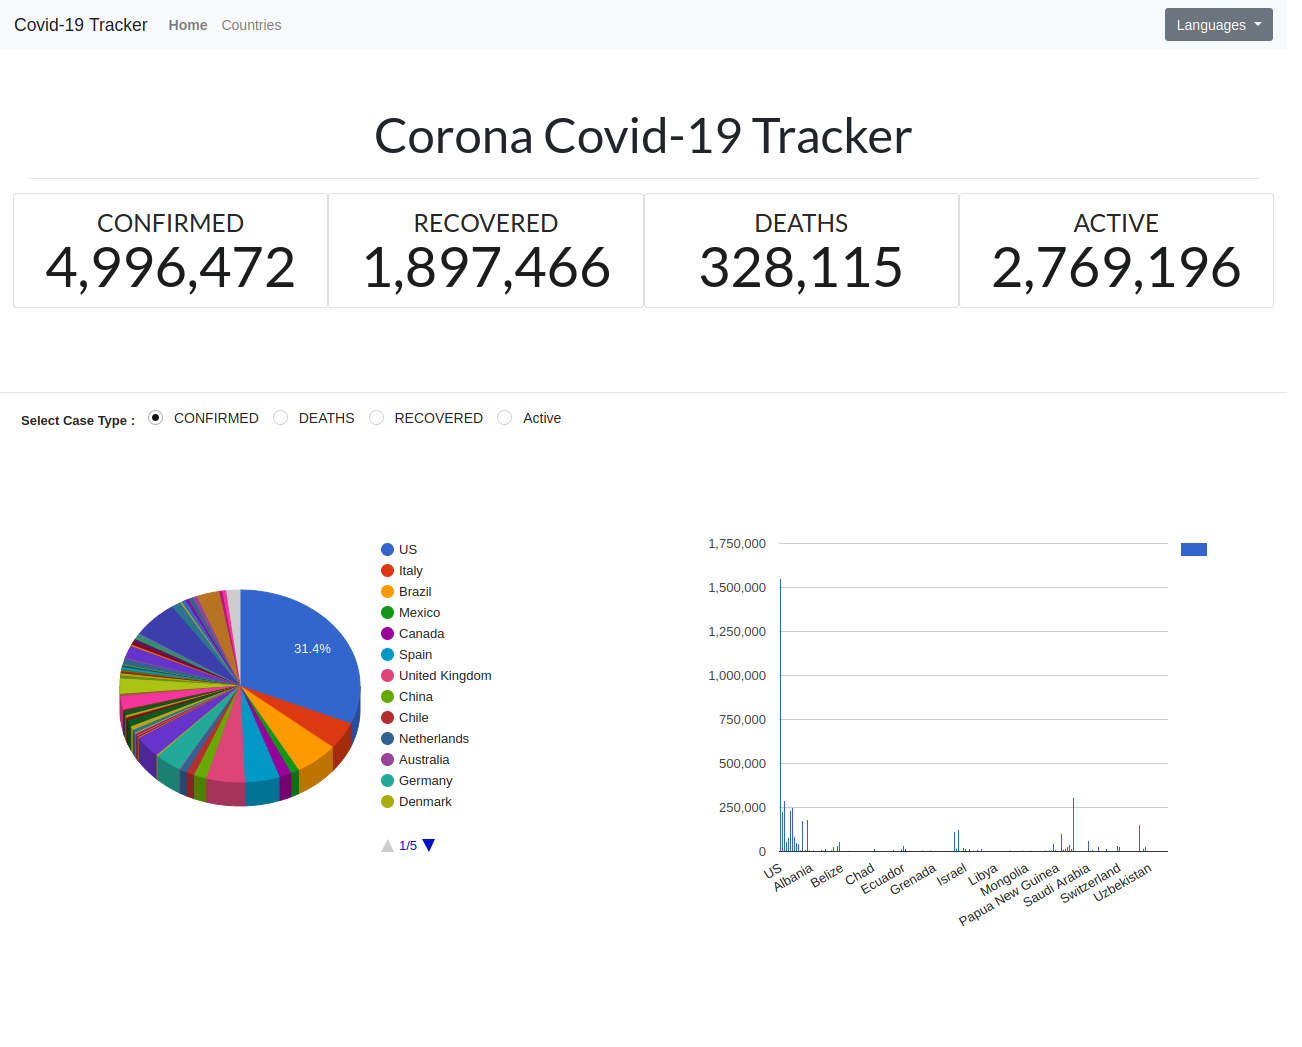 Covid-19 Tracker Home Countries Languages
Corona Covid-19 Tracker
CONFIRMED
4,996,472
RECOVERED
1,897,466
DEATHS
328,115
ACTIVE
2,769,196
Select Case Type : CONFIRMED DEATHS RECOVERED Active
31.4%
US
Italy
Brazil
Mexico
Canada
Spain
United Kingdom
China
Chile
Netherlands
Australia
Germany
Denmark
1/5
1,750,000
1,500,000
1,250,000
1,000,000
750,000
500,000
250,000
0
US
Albania
Belize
Chad
Ecuador
Grenada
Israel
Libya
Mongolia
Papua New Guinea
Saudi Arabia
Switzerland
Uzbekistan